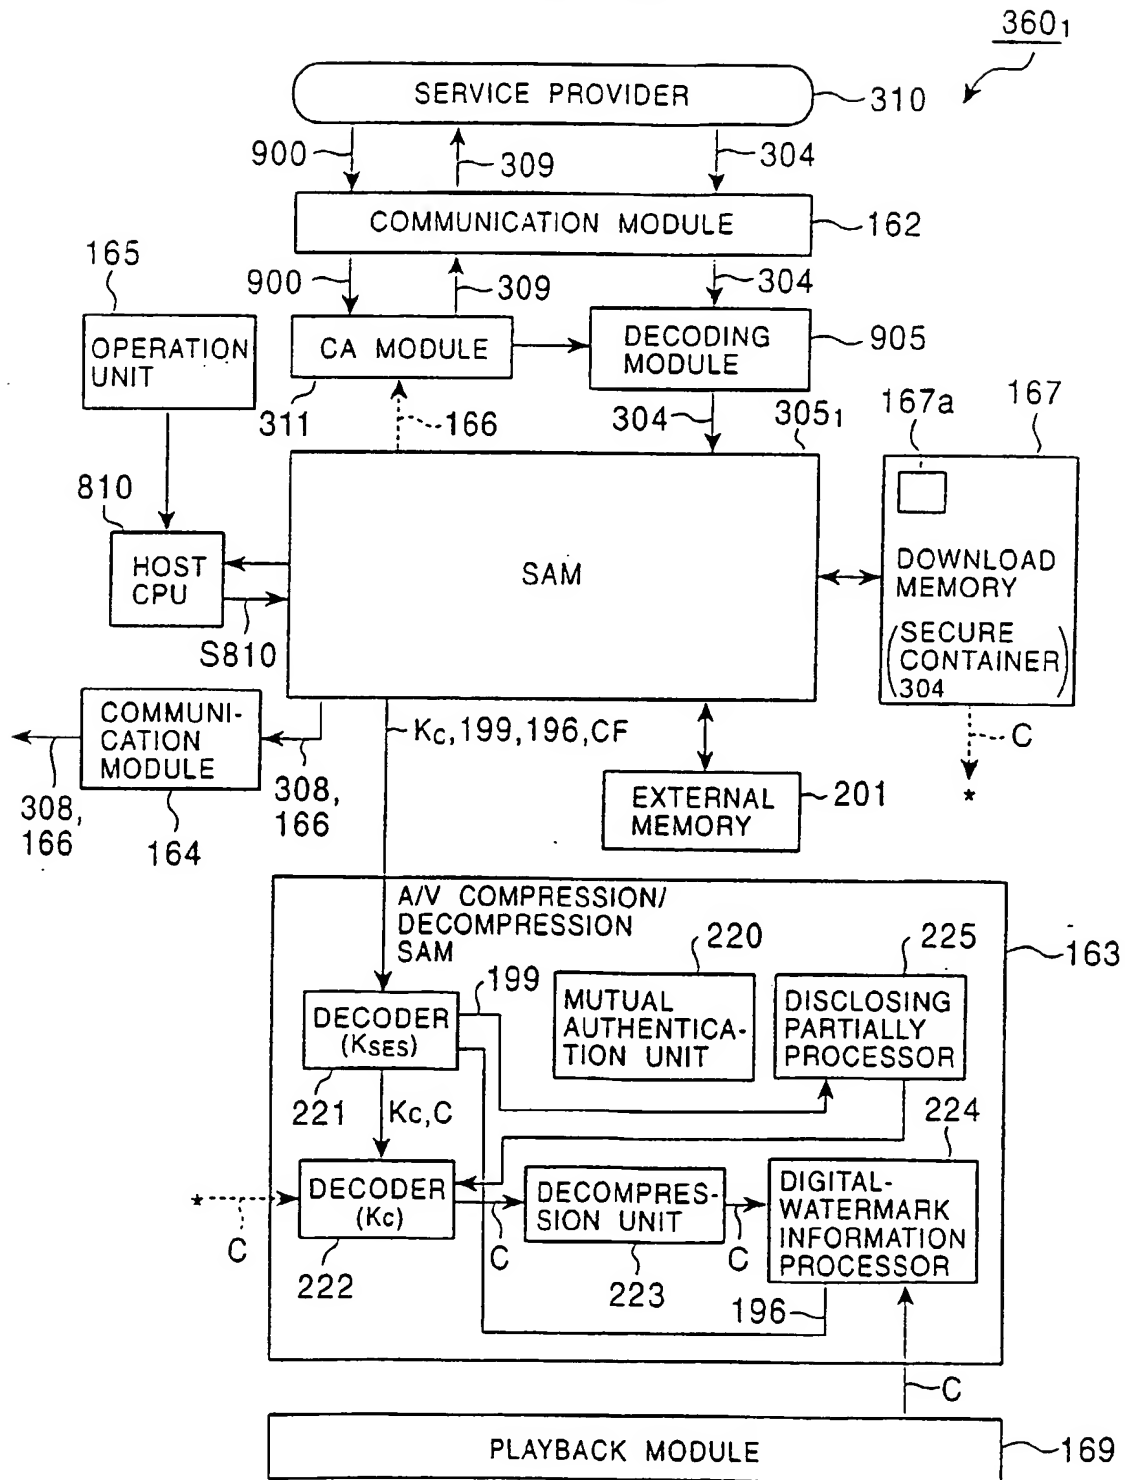 360₁
SERVICE PROVIDER
310
900
309
304
COMMUNICATION MODULE
162
165
900
309
304
OPERATION
UNIT
CA MODULE
DECODING
MODULE
905
311
166
304
305₁
167a
167
810
HOST
CPU
SAM
DOWNLOAD
MEMORY
(SECURE
CONTAINER)
304
S810
COMMUNI-
CATION
MODULE
Kc,199,196,CF
C
*
308,
166
308,
166
164
EXTERNAL
MEMORY
201
A/V COMPRESSION/
DECOMPRESSION
SAM
220
225
163
199
DECODER
(KSES)
MUTUAL
AUTHENTICA-
TION UNIT
DISCLOSING
PARTIALLY
PROCESSOR
221
Kc,C
224
*
C
DECODER
(Kc)
C
DECOMPRES-
SION UNIT
C
DIGITAL-
WATERMARK
INFORMATION
PROCESSOR
222
223
196
C
PLAYBACK MODULE
169